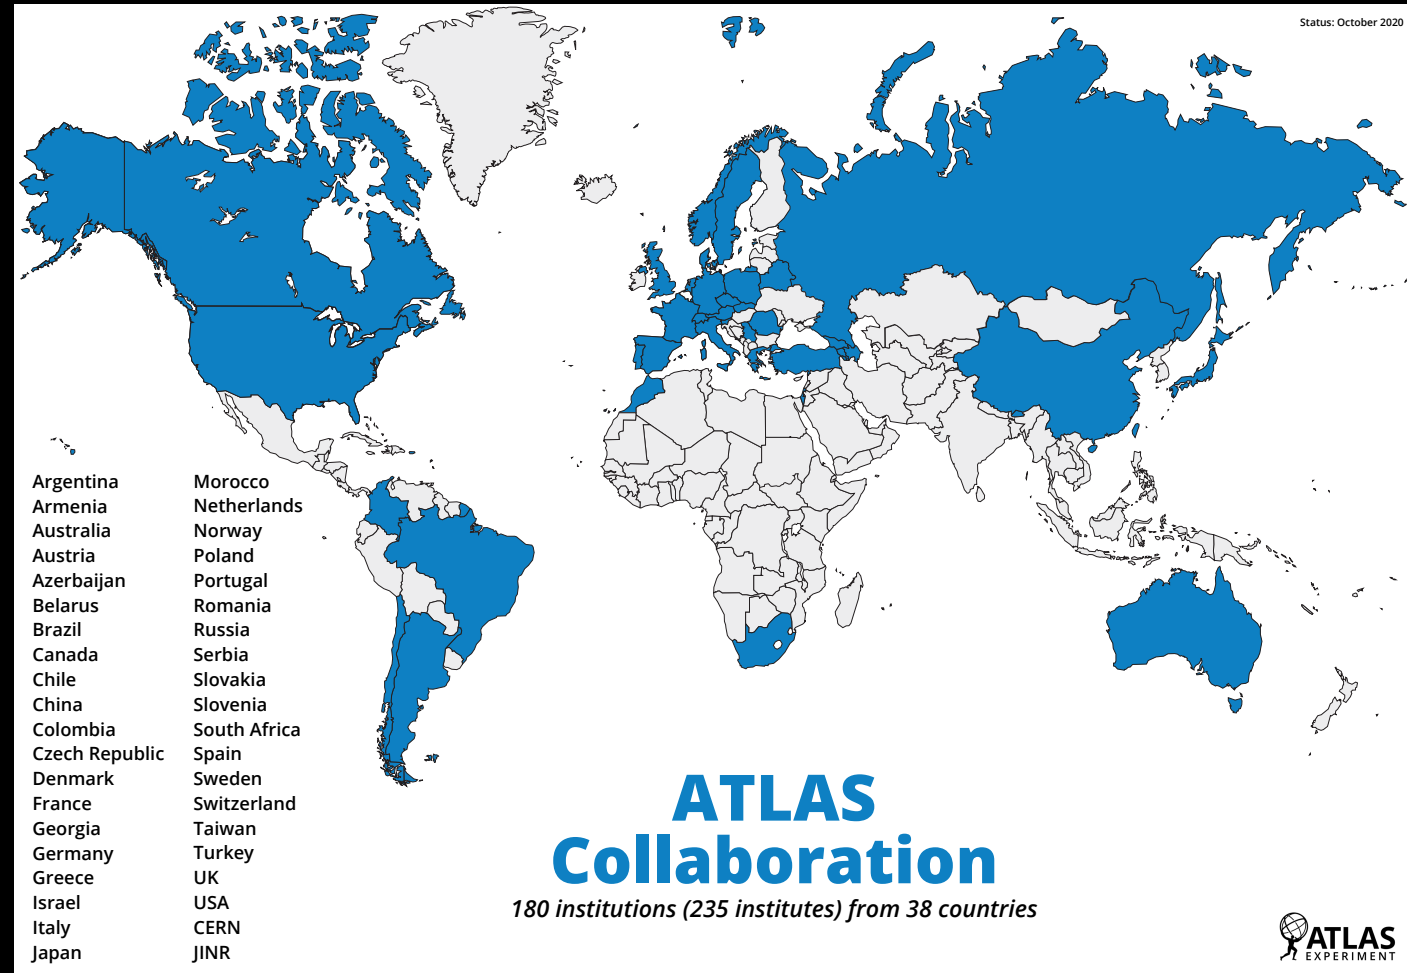 Status: October 2020
Argentina
Armenia
Australia
Austria
Azerbaijan
Belarus
Brazil
Canada
Chile
China
Colombia
Czech Republic
Denmark
France
Georgia
Germany
Greece
Israel
Italy
Japan
Morocco
Netherlands
Norway
Poland
Portugal
Romania
Russia
Serbia
Slovakia
Slovenia
South Africa
Spain
Sweden
Switzerland
Taiwan
Turkey
UK
USA
CERN
JINR
ATLAS
Collaboration
180 institutions (235 institutes) from 38 countries
ATLAS
EXPERIMENT